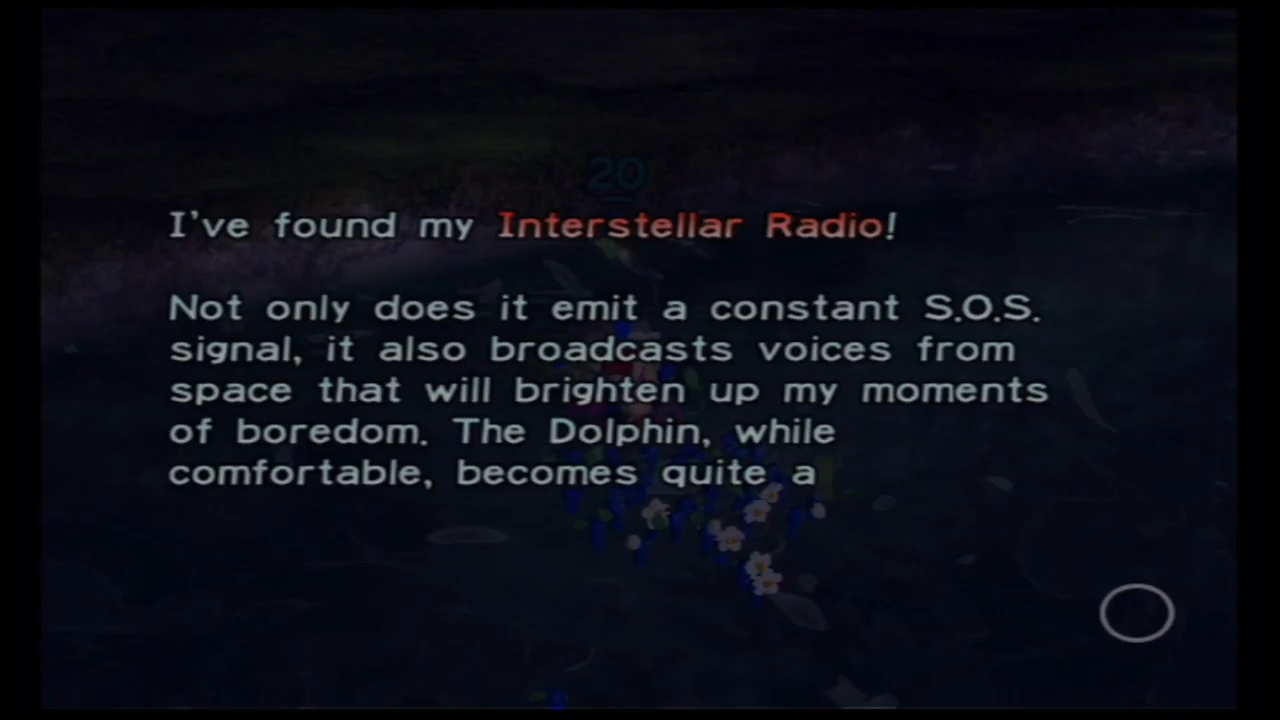 20
I've found my Interstellar Radio!
Not only does it emit a constant S.O.S.
signal, it also broadcasts voices from
space that will brighten up my moments
of boredom. The Dolphin, while
comfortable, becomes quite a